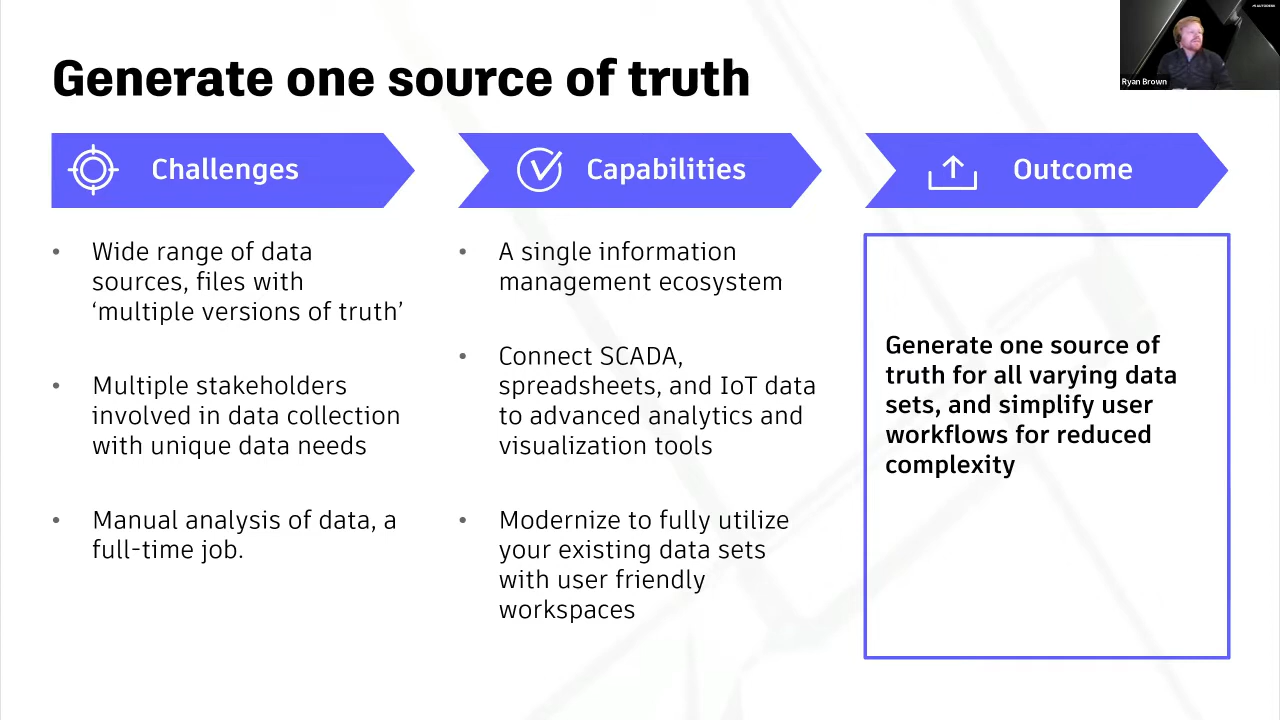 Generate one source of truth
AUTODESK
Ryan Brown
Challenges
Wide range of data
sources, files with
‘multiple versions of truth’
Multiple stakeholders
involved in data collection
with unique data needs
Manual analysis of data, a
full-time job.
Capabilities
A single information
management ecosystem
Connect SCADA,
spreadsheets, and IoT data
to advanced analytics and
visualization tools
Modernize to fully utilize
your existing data sets
with user friendly
workspaces
Outcome
Generate one source of
truth for all varying data
sets, and simplify user
workflows for reduced
complexity